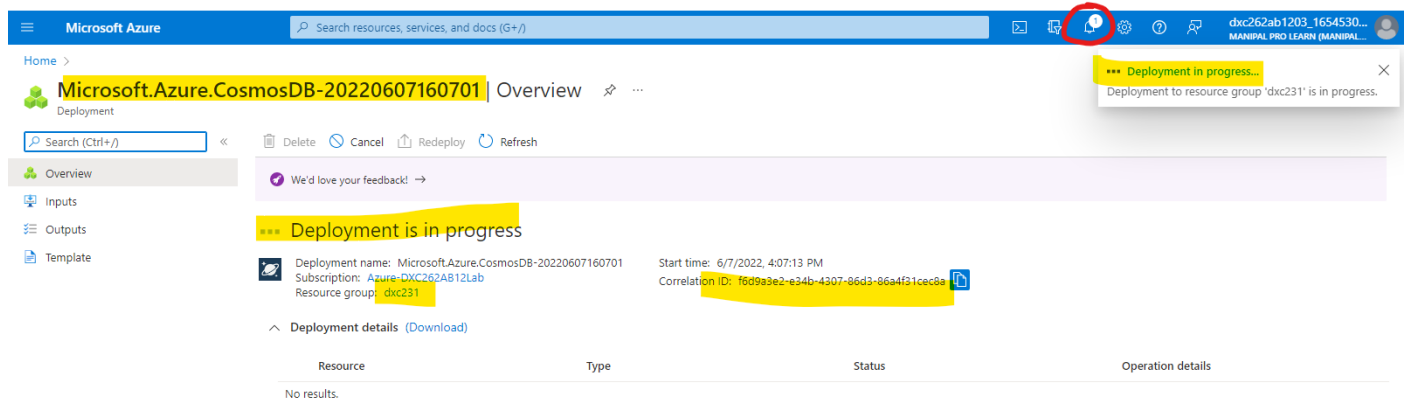 Microsoft Azure
Search resources, services, and docs (G+/)
1
dxc262ab1203_1654530...
MANIPAL PRO LEARN (MANIPAL...
Home >
Microsoft.Azure.CosmosDB-20220607160701 | Overview
Deployment
Deployment in progress...
Deployment to resource group 'dxc231' is in progress.
Search (Ctrl+/)
Delete Cancel Redeploy Refresh
Overview
Inputs
Outputs
Template
We'd love your feedback! →
Deployment is in progress
Deployment name: Microsoft.Azure.CosmosDB-20220607160701
Subscription: Azure-DXC262AB12Lab
Resource group: dxc231
Start time: 6/7/2022, 4:07:13 PM
Correlation ID: f6d9a3e2-e34b-4307-86d3-86a4f31cec8a
Deployment details (Download)
Resource Type Status Operation details
No results.